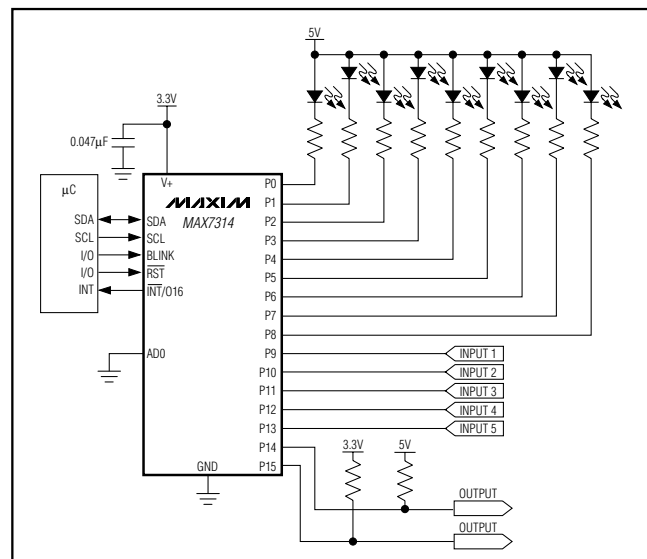 5V
3.3V
0.047µF
µC
SDA
SCL
I/O
I/O
INT
V+
MAXIM
MAX7314
SDA
SCL
BLINK
RST
INT/O16
AD0
GND
P0
P1
P2
P3
P4
P5
P6
P7
P8
P9
P10
P11
P12
P13
P14
P15
INPUT 1
INPUT 2
INPUT 3
INPUT 4
INPUT 5
3.3V
5V
OUTPUT
OUTPUT